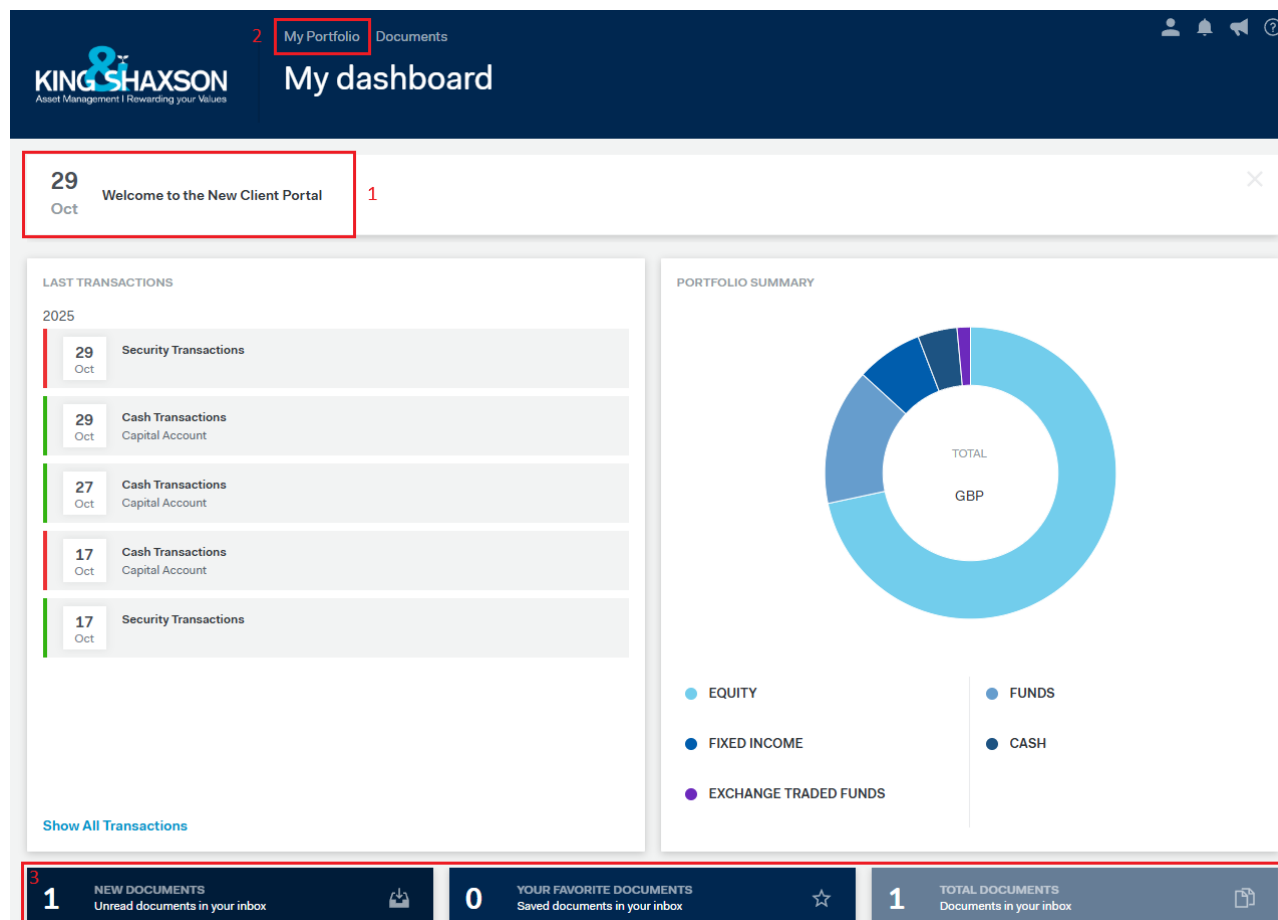 2 My Portfolio Documents
KING & SHAXSON
Asset Management | Rewarding your Values
My dashboard
29
Oct
Welcome to the New Client Portal
1
LAST TRANSACTIONS
2025
29
Oct
Security Transactions
29
Oct
Cash Transactions
Capital Account
27
Oct
Cash Transactions
Capital Account
17
Oct
Cash Transactions
Capital Account
17
Oct
Security Transactions
Show All Transactions
PORTFOLIO SUMMARY
TOTAL
GBP
EQUITY
FUNDS
FIXED INCOME
CASH
EXCHANGE TRADED FUNDS
3
1
NEW DOCUMENTS
Unread documents in your inbox
0
YOUR FAVORITE DOCUMENTS
Saved documents in your inbox
1
TOTAL DOCUMENTS
Documents in your inbox